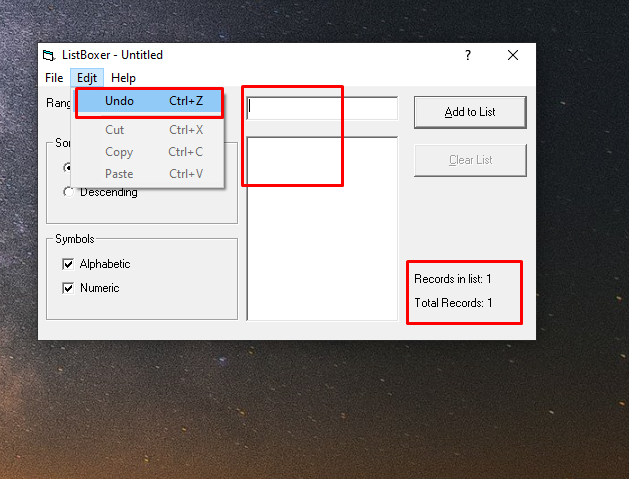 ListBoxer - Untitled
File Edjt Help
Undo Ctrl+Z
Cut Ctrl+X
Copy Ctrl+C
Paste Ctrl+V
Descending
Symbols
Alphabetic
Numeric
Add to List
Clear List
Records in list: 1
Total Records: 1